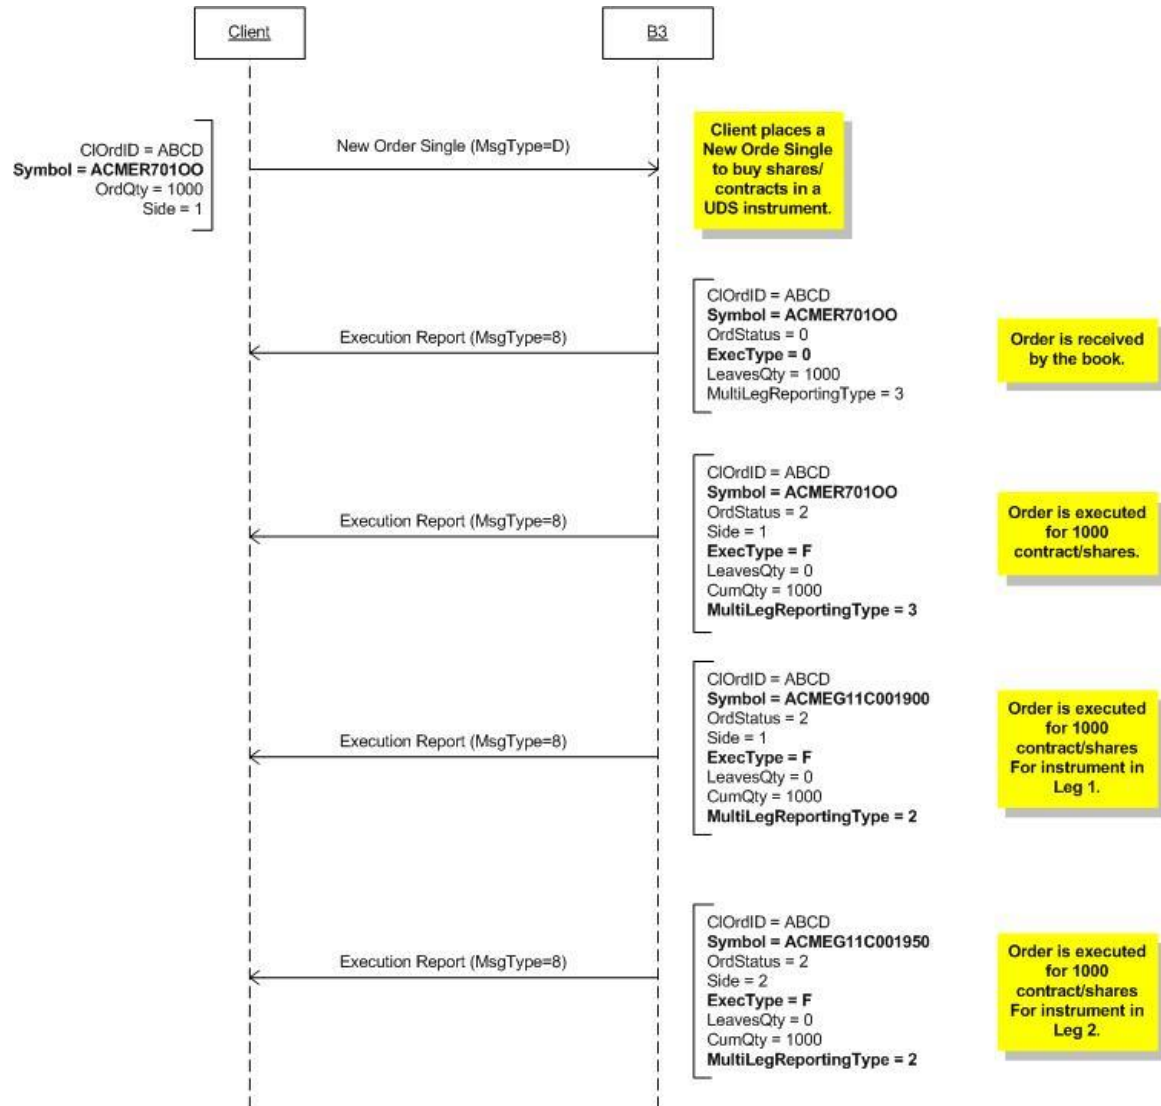 Client
B3
ClOrdID = ABCD
Symbol = ACMER701OO
OrdQty = 1000
Side = 1
New Order Single (MsgType=D)
Client places a
New Orde Single
to buy shares/
contracts in a
UDS instrument.
Execution Report (MsgType=8)
ClOrdID = ABCD
Symbol = ACMER701OO
OrdStatus = 0
ExecType = 0
LeavesQty = 1000
MultiLegReportingType = 3
Order is received
by the book.
Execution Report (MsgType=8)
ClOrdID = ABCD
Symbol = ACMER701OO
OrdStatus = 2
Side = 1
ExecType = F
LeavesQty = 0
CumQty = 1000
MultiLegReportingType = 3
Order is executed
for 1000
contract/shares.
Execution Report (MsgType=8)
ClOrdID = ABCD
Symbol = ACMEG11C001900
OrdStatus = 2
Side = 1
ExecType = F
LeavesQty = 0
CumQty = 1000
MultiLegReportingType = 2
Order is executed
for 1000
contract/shares
For instrument in
Leg 1.
Execution Report (MsgType=8)
ClOrdID = ABCD
Symbol = ACMEG11C001950
OrdStatus = 2
Side = 2
ExecType = F
LeavesQty = 0
CumQty = 1000
MultiLegReportingType = 2
Order is executed
for 1000
contract/shares
For instrument in
Leg 2.